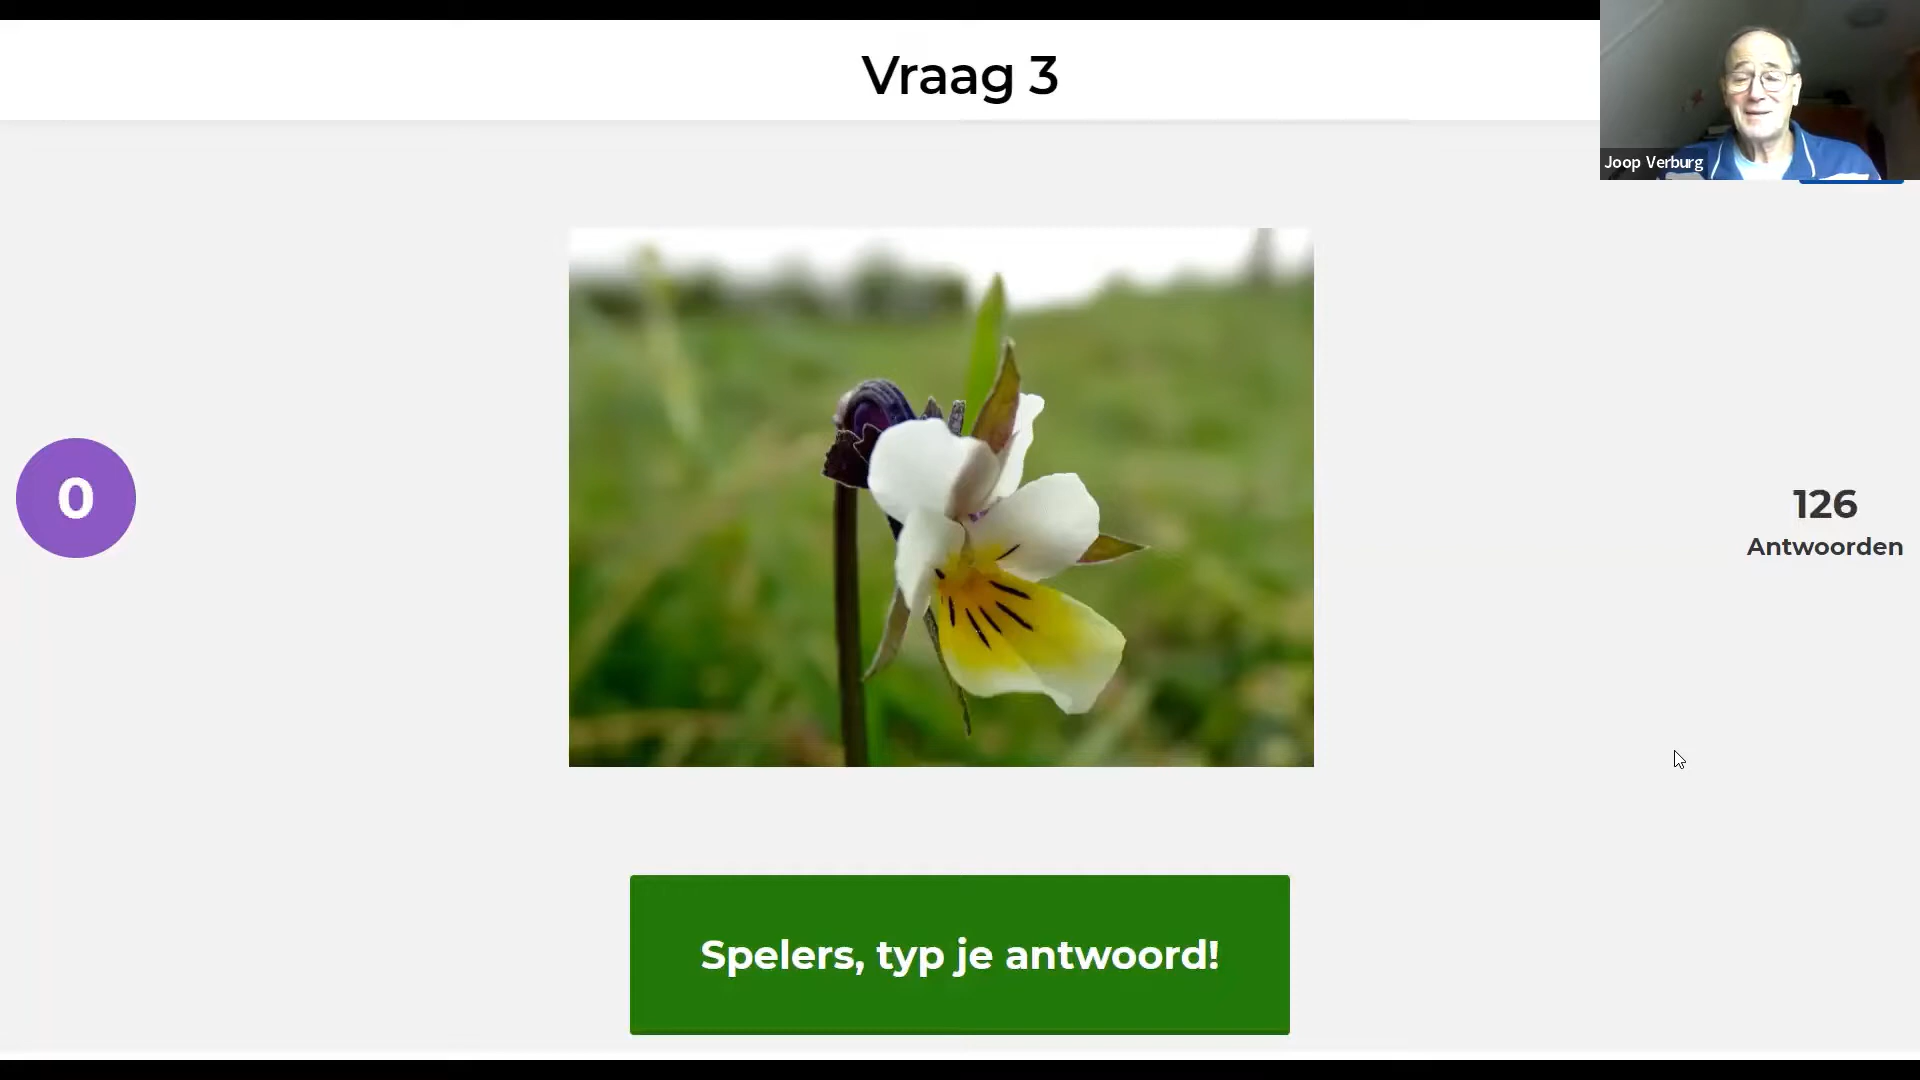 Vraag 3
Joop Verburg
0
126
Antwoorden
Spelers, typ je antwoord!